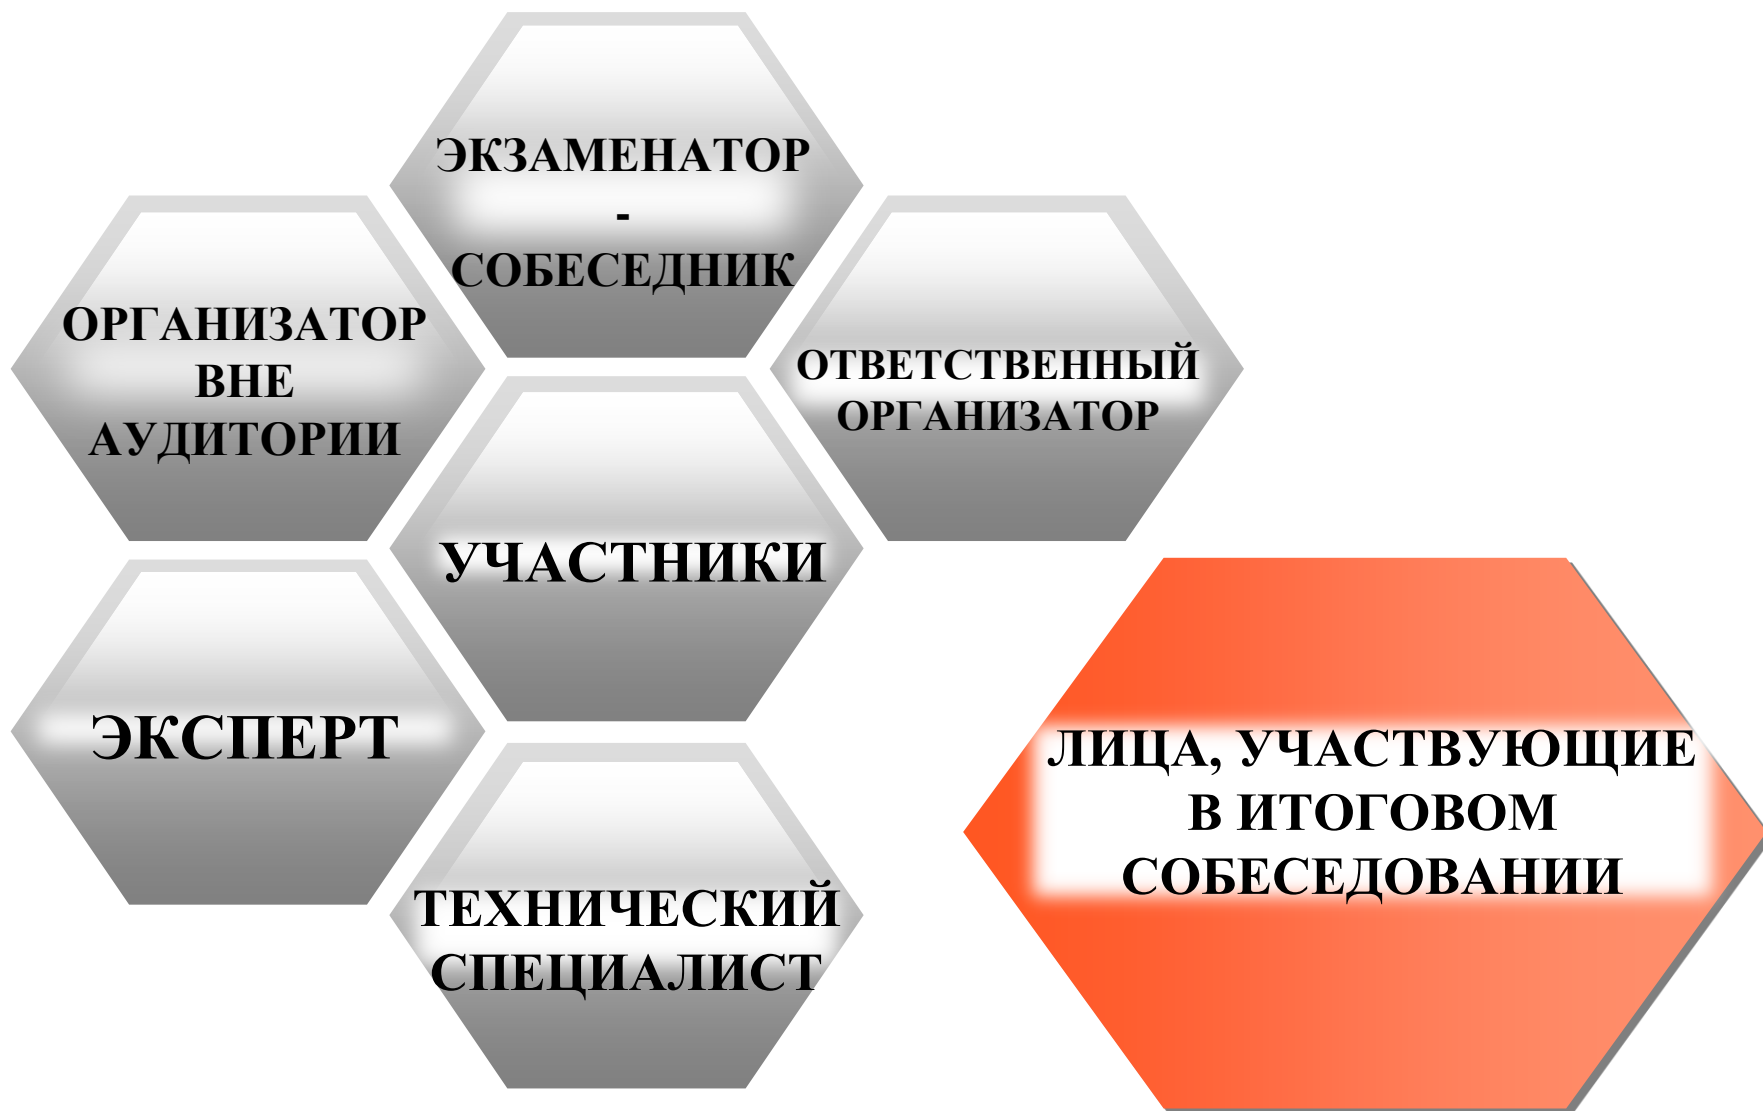 ЭКЗАМЕНАТОР
-
СОБЕСЕДНИК
ОРГАНИЗАТОР
ВНЕ
АУДИТОРИИ
ОТВЕТСТВЕННЫЙ
ОРГАНИЗАТОР
УЧАСТНИКИ
ЭКСПЕРТ
ТЕХНИЧЕСКИЙ
СПЕЦИАЛИСТ
ЛИЦА, УЧАСТВУЮЩИЕ
В ИТОГОВОМ
СОБЕСЕДОВАНИИ